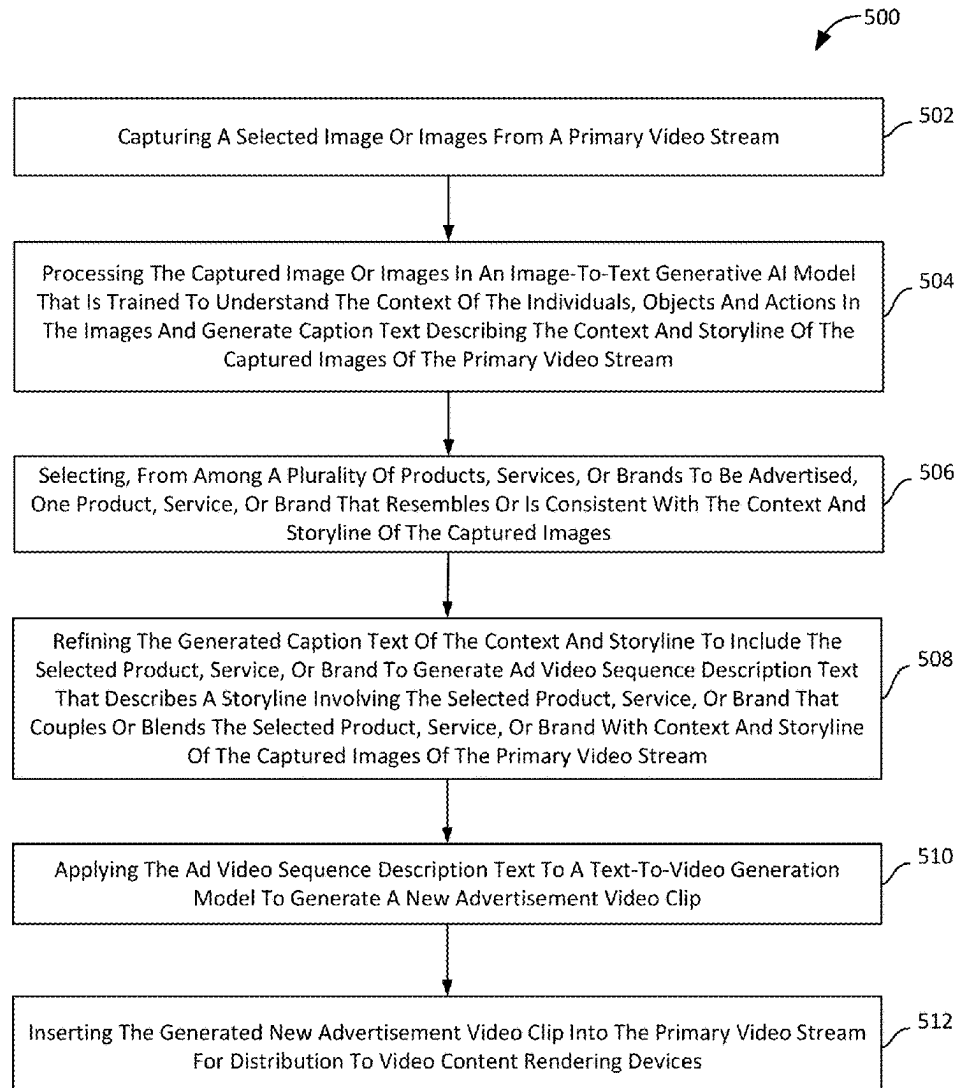 500
Capturing A Selected Image Or Images From A Primary Video Stream
502
Processing The Captured Image Or Images In An Image-To-Text Generative AI Model
That Is Trained To Understand The Context Of The Individuals, Objects And Actions In
The Images And Generate Caption Text Describing The Context And Storyline Of The
Captured Images Of The Primary Video Stream
504
Selecting, From Among A Plurality Of Products, Services, Or Brands To Be Advertised,
One Product, Service, Or Brand That Resembles Or Is Consistent With The Context And
Storyline Of The Captured Images
506
Refining The Generated Caption Text Of The Context And Storyline To Include The
Selected Product, Service, Or Brand To Generate Ad Video Sequence Description Text
That Describes A Storyline Involving The Selected Product, Service, Or Brand That
Couples Or Blends The Selected Product, Service, Or Brand With Context And Storyline
Of The Captured Images Of The Primary Video Stream
508
Applying The Ad Video Sequence Description Text To A Text-To-Video Generation
Model To Generate A New Advertisement Video Clip
510
Inserting The Generated New Advertisement Video Clip Into The Primary Video Stream
For Distribution To Video Content Rendering Devices
512